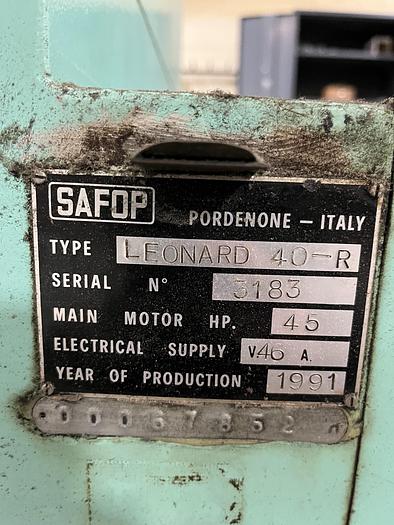 SAFOP
PORDENONE – ITALY
TYPE LEONARD 40-R
SERIAL N° 3183
MAIN MOTOR HP. 45
ELECTRICAL SUPPLY V46 A.
YEAR OF PRODUCTION 1991
00067852